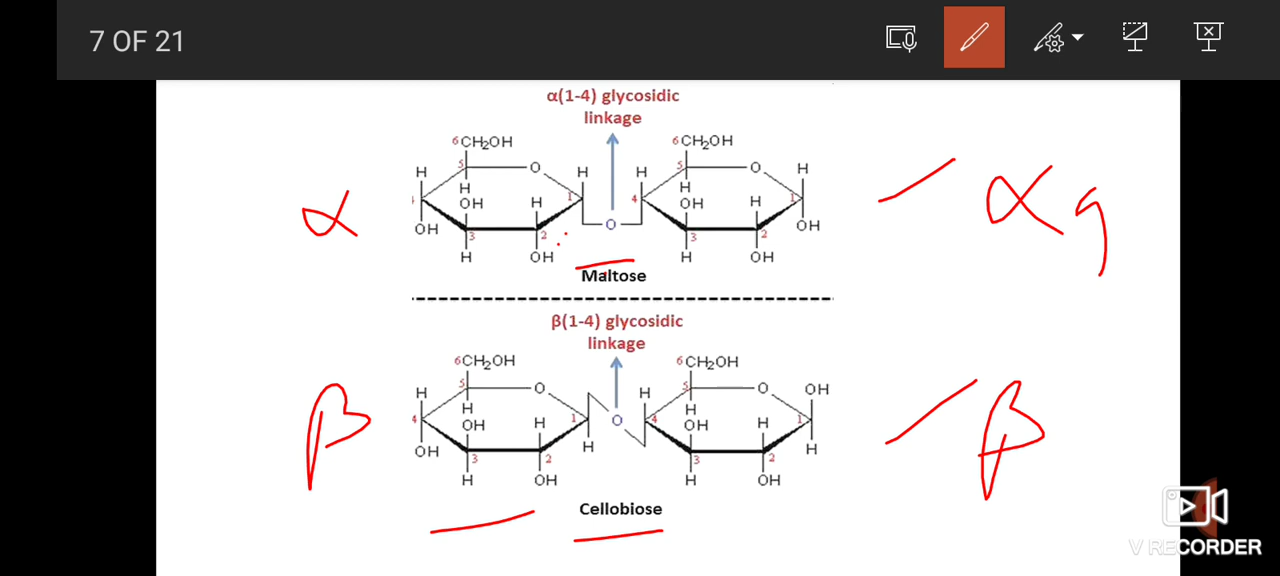 7 OF 21
α(1-4) glycosidic
linkage
6CH2OH 6CH2OH
H 5 O H H 5 O H
H 1 4 H 1
α OH H OH H α g
OH 3 2 O 3 2 OH
H OH H OH
Maltose
β(1-4) glycosidic
linkage
6CH2OH 6CH2OH
H 5 O H 5 O OH
4 H 1 O 4 H 1
β OH H H OH H β
OH 3 2 3 2 H
H OH H OH
Cellobiose
V RECORDER